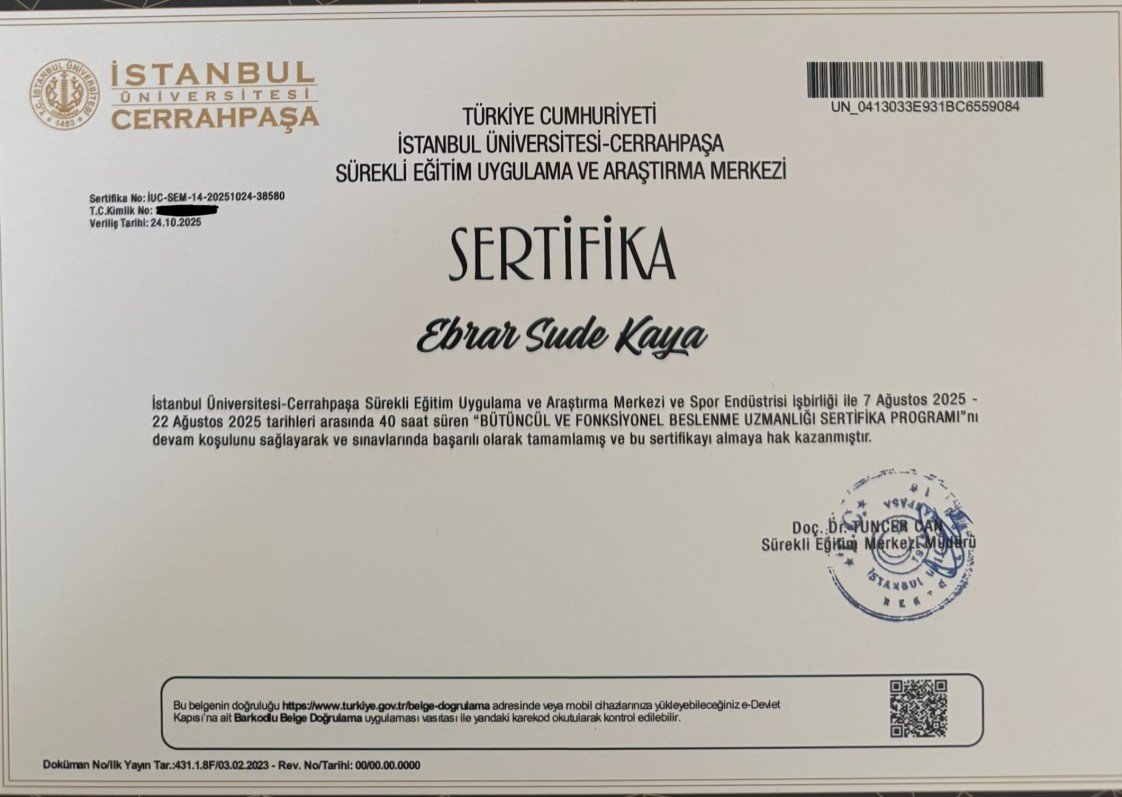 İSTANBUL
ÜNİVERSİTESİ
CERRAHPAŞA
T.C. İSTANBUL ÜNİVERSİTESİ
1453
UN_0413033E931BC6559084
TÜRKİYE CUMHURİYETİ
İSTANBUL ÜNİVERSİTESİ-CERRAHPAŞA
SÜREKLİ EĞİTİM UYGULAMA VE ARAŞTIRMA MERKEZİ
Sertifika No: İUC-SEM-14-20251024-38580
T.C.Kimlik No:
Veriliş Tarihi: 24.10.2025
SERTİFİKA
Ebrar Sude Kaya
İstanbul Üniversitesi-Cerrahpaşa Sürekli Eğitim Uygulama ve Araştırma Merkezi ve Spor Endüstrisi işbirliği ile 7 Ağustos 2025 -
22 Ağustos 2025 tarihleri arasında 40 saat süren “BÜTÜNCÜL VE FONKSİYONEL BESLENME UZMANLIĞI SERTİFİKA PROGRAMI”nı
devam koşulunu sağlayarak ve sınavlarında başarılı olarak tamamlamış ve bu sertifikayı almaya hak kazanmıştır.
Doç. Dr. TUNCER CAN
Sürekli Eğitim Merkezi Müdürü
İSTANBUL
Bu belgenin doğruluğu https://www.turkiye.gov.tr/belge-dogrulama adresinde veya mobil cihazlarınıza yükleyebileceğiniz e-Devlet
Kapısı'na ait Barkodlu Belge Doğrulama uygulaması vasıtası ile yandaki karekod okutularak kontrol edilebilir.
Doküman No/İlk Yayın Tar.:431.1.8F/03.02.2023 - Rev. No/Tarihi: 00/00.00.0000